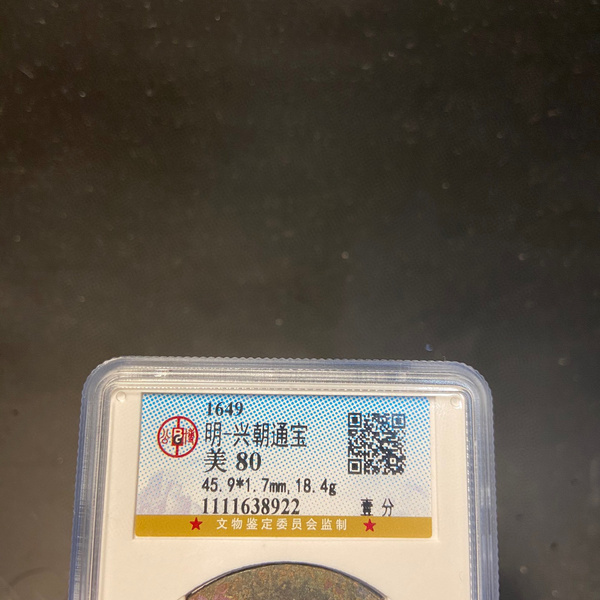 1649
明-兴朝通宝
美 80
45.9*1.7mm,18.4g
1111638922 壹分
★ 文物鉴定委员会监制 ★